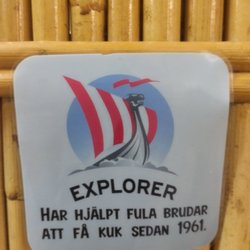 EXPLORER
HAR HJÄLPT FULA BRUDAR
ATT FÅ KUK SEDAN 1961.